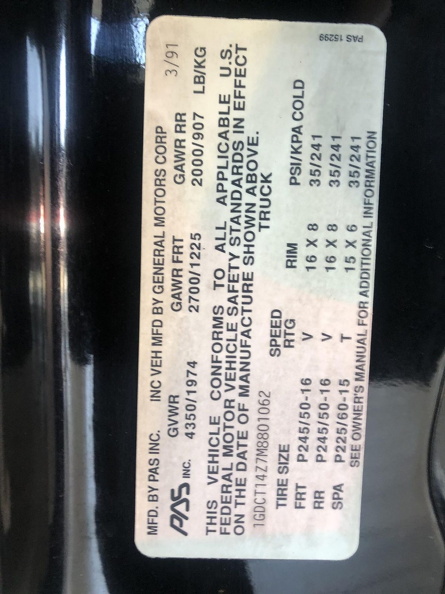 MFD. BY PAS INC. INC VEH MFD BY GENERAL MOTORS CORP 3/91
GVWR GAWR FRT GAWR RR
PAS INC. 4350/1974 2700/1225 2000/907 LB/KG
THIS VEHICLE CONFORMS TO ALL APPLICABLE U.S.
FEDERAL MOTOR VEHICLE SAFETY STANDARDS IN EFFECT
ON THE DATE OF MANUFACTURE SHOWN ABOVE.
1GDCT14Z7M8801062 TRUCK
TIRE SIZE SPEED RTG RIM PSI/KPA COLD
FRT P245/50-16 V 16 X 8 35/241
RR P245/50-16 V 16 X 8 35/241
SPA P225/60-15 T 15 X 6 35/241
SEE OWNER'S MANUAL FOR ADDITIONAL INFORMATION
PAS 15299